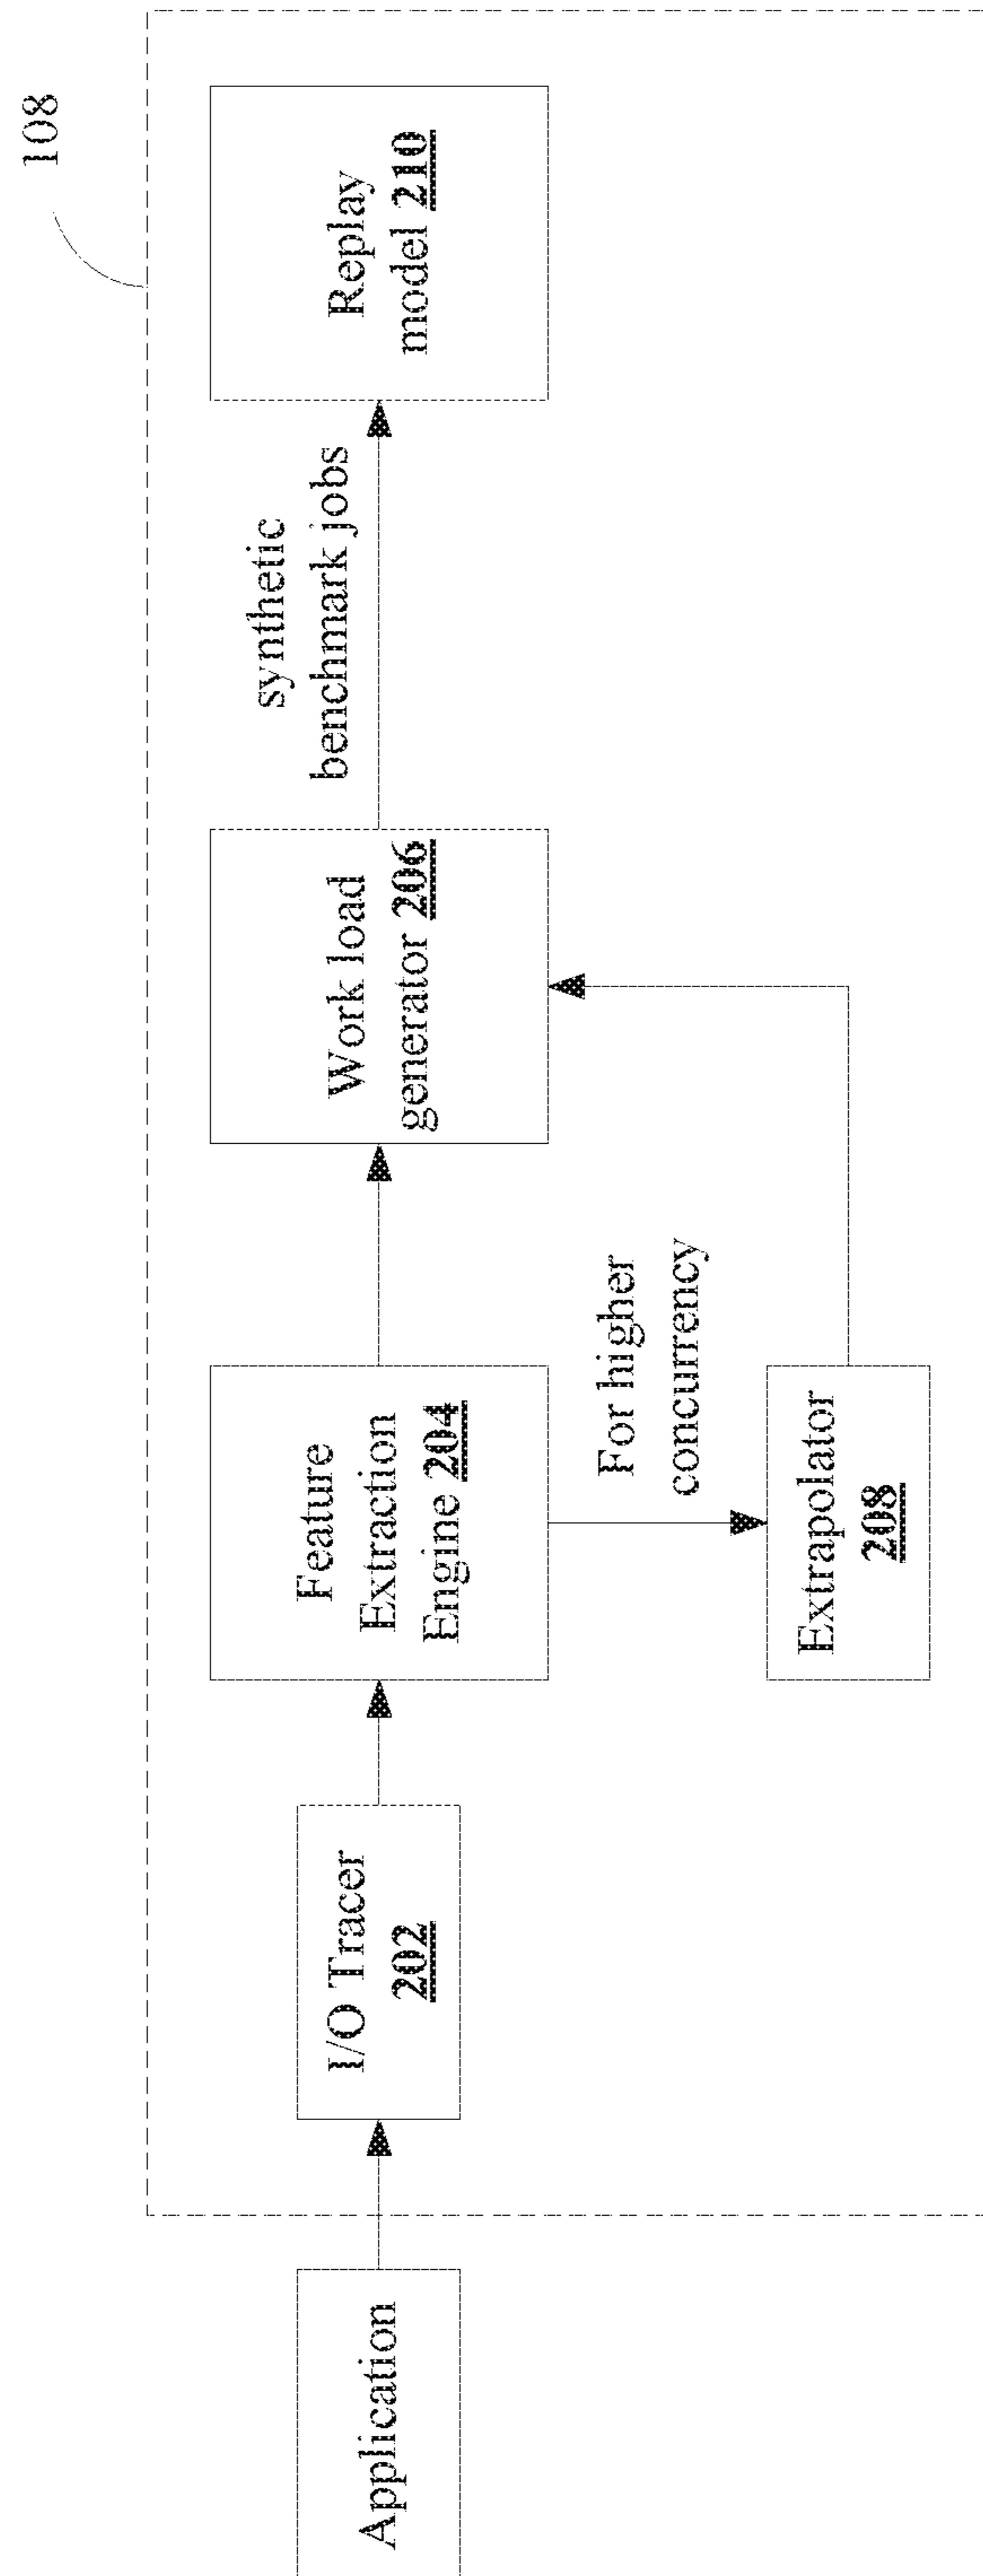 108
Application
I/O Tracer
202
Feature
Extraction
Engine 204
For higher
concurrency
Extrapolator
208
Work load
generator 206
synthetic
benchmark jobs
Replay
model 210